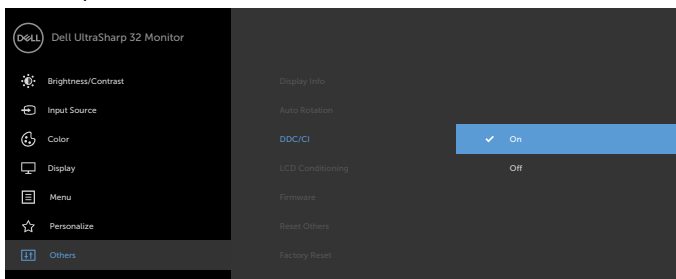 DELL Dell UltraSharp 32 Monitor
Brightness/Contrast
Display Info
Input Source
Auto Rotation
Color
DDC/CI
On
Display
LCD Conditioning
Off
Menu
Firmware
Personalize
Reset Others
Others
Factory Reset